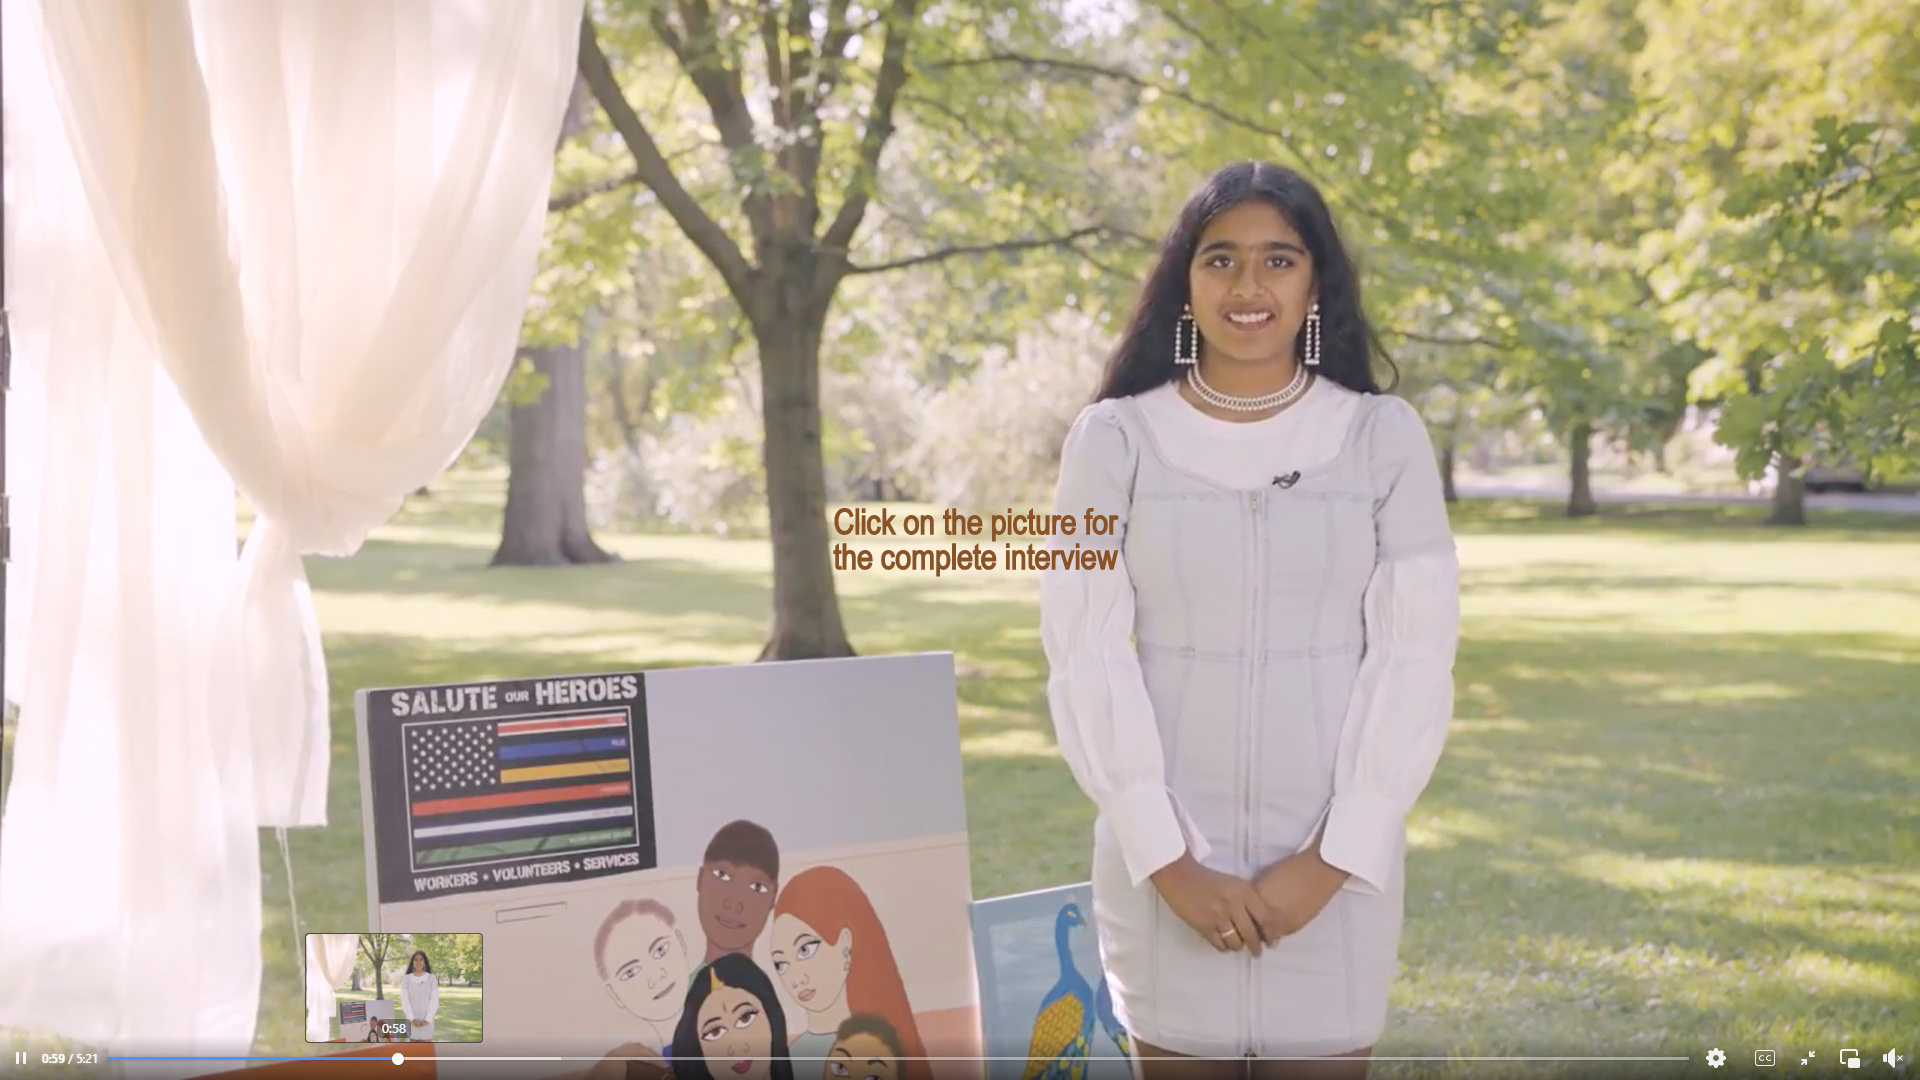 Click on the picture for
the complete interview
SALUTE OUR HEROES
WORKERS * VOLUNTEERS * SERVICES
0:58
0:59 / 5:21
CC